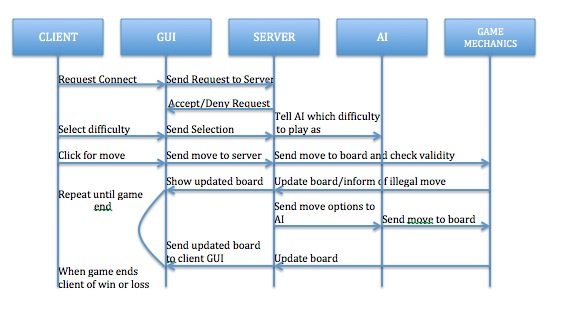 CLIENT
GUI
SERVER
AI
GAME
MECHANICS
Request Connect
Send Request to Server
Accept/Deny Request
Tell AI which difficulty
to play as
Select difficulty
Send Selection
Click for move
Send move to server
Send move to board and check validity
Show updated board
Update board/inform of illegal move
Repeat until game
end
Send move options to
AI
Send move to board
Send updated board
to client GUI
Update board
When game ends
client of win or loss